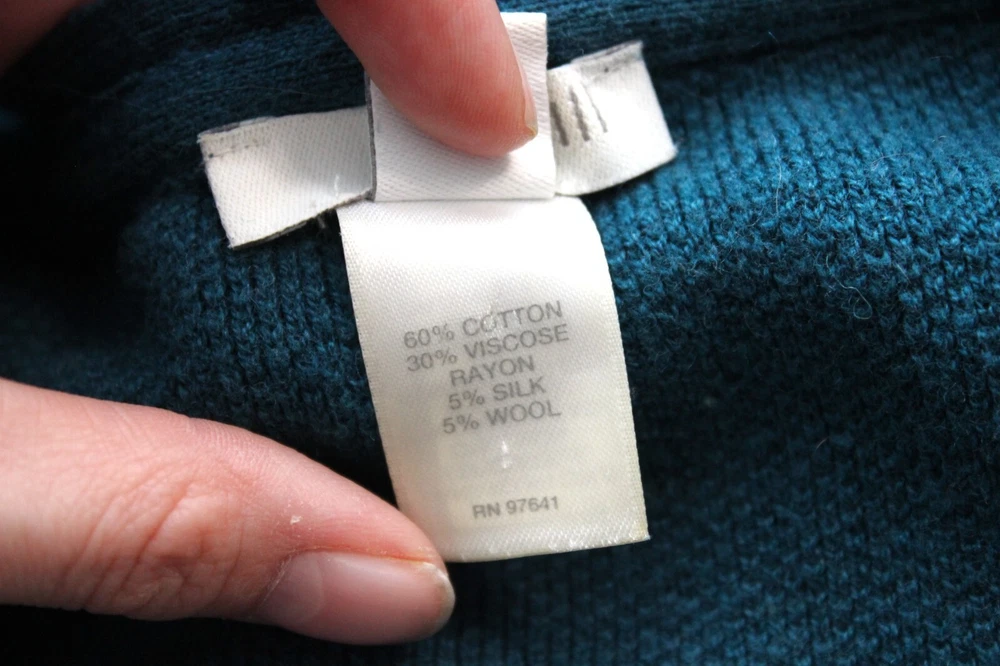 60% COTTON
30% VISCOSE
RAYON
5% SILK
5% WOOL
RN 97641